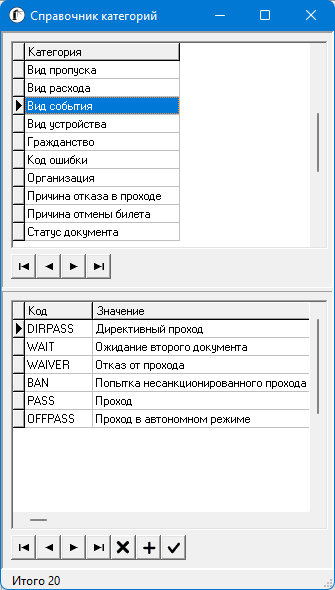 Справочник категорий
Категория
Вид пропуска
Вид расхода
Вид события
Вид устройства
Гражданство
Код ошибки
Организация
Причина отказа в проходе
Причина отмены билета
Статус документа
Код Значение
DIRPASS Директивный проход
WAIT Ожидание второго документа
WAIVER Отказ от прохода
BAN Попытка несанкционированного прохода
PASS Проход
OFFPASS Проход в автономном режиме
Итого 20